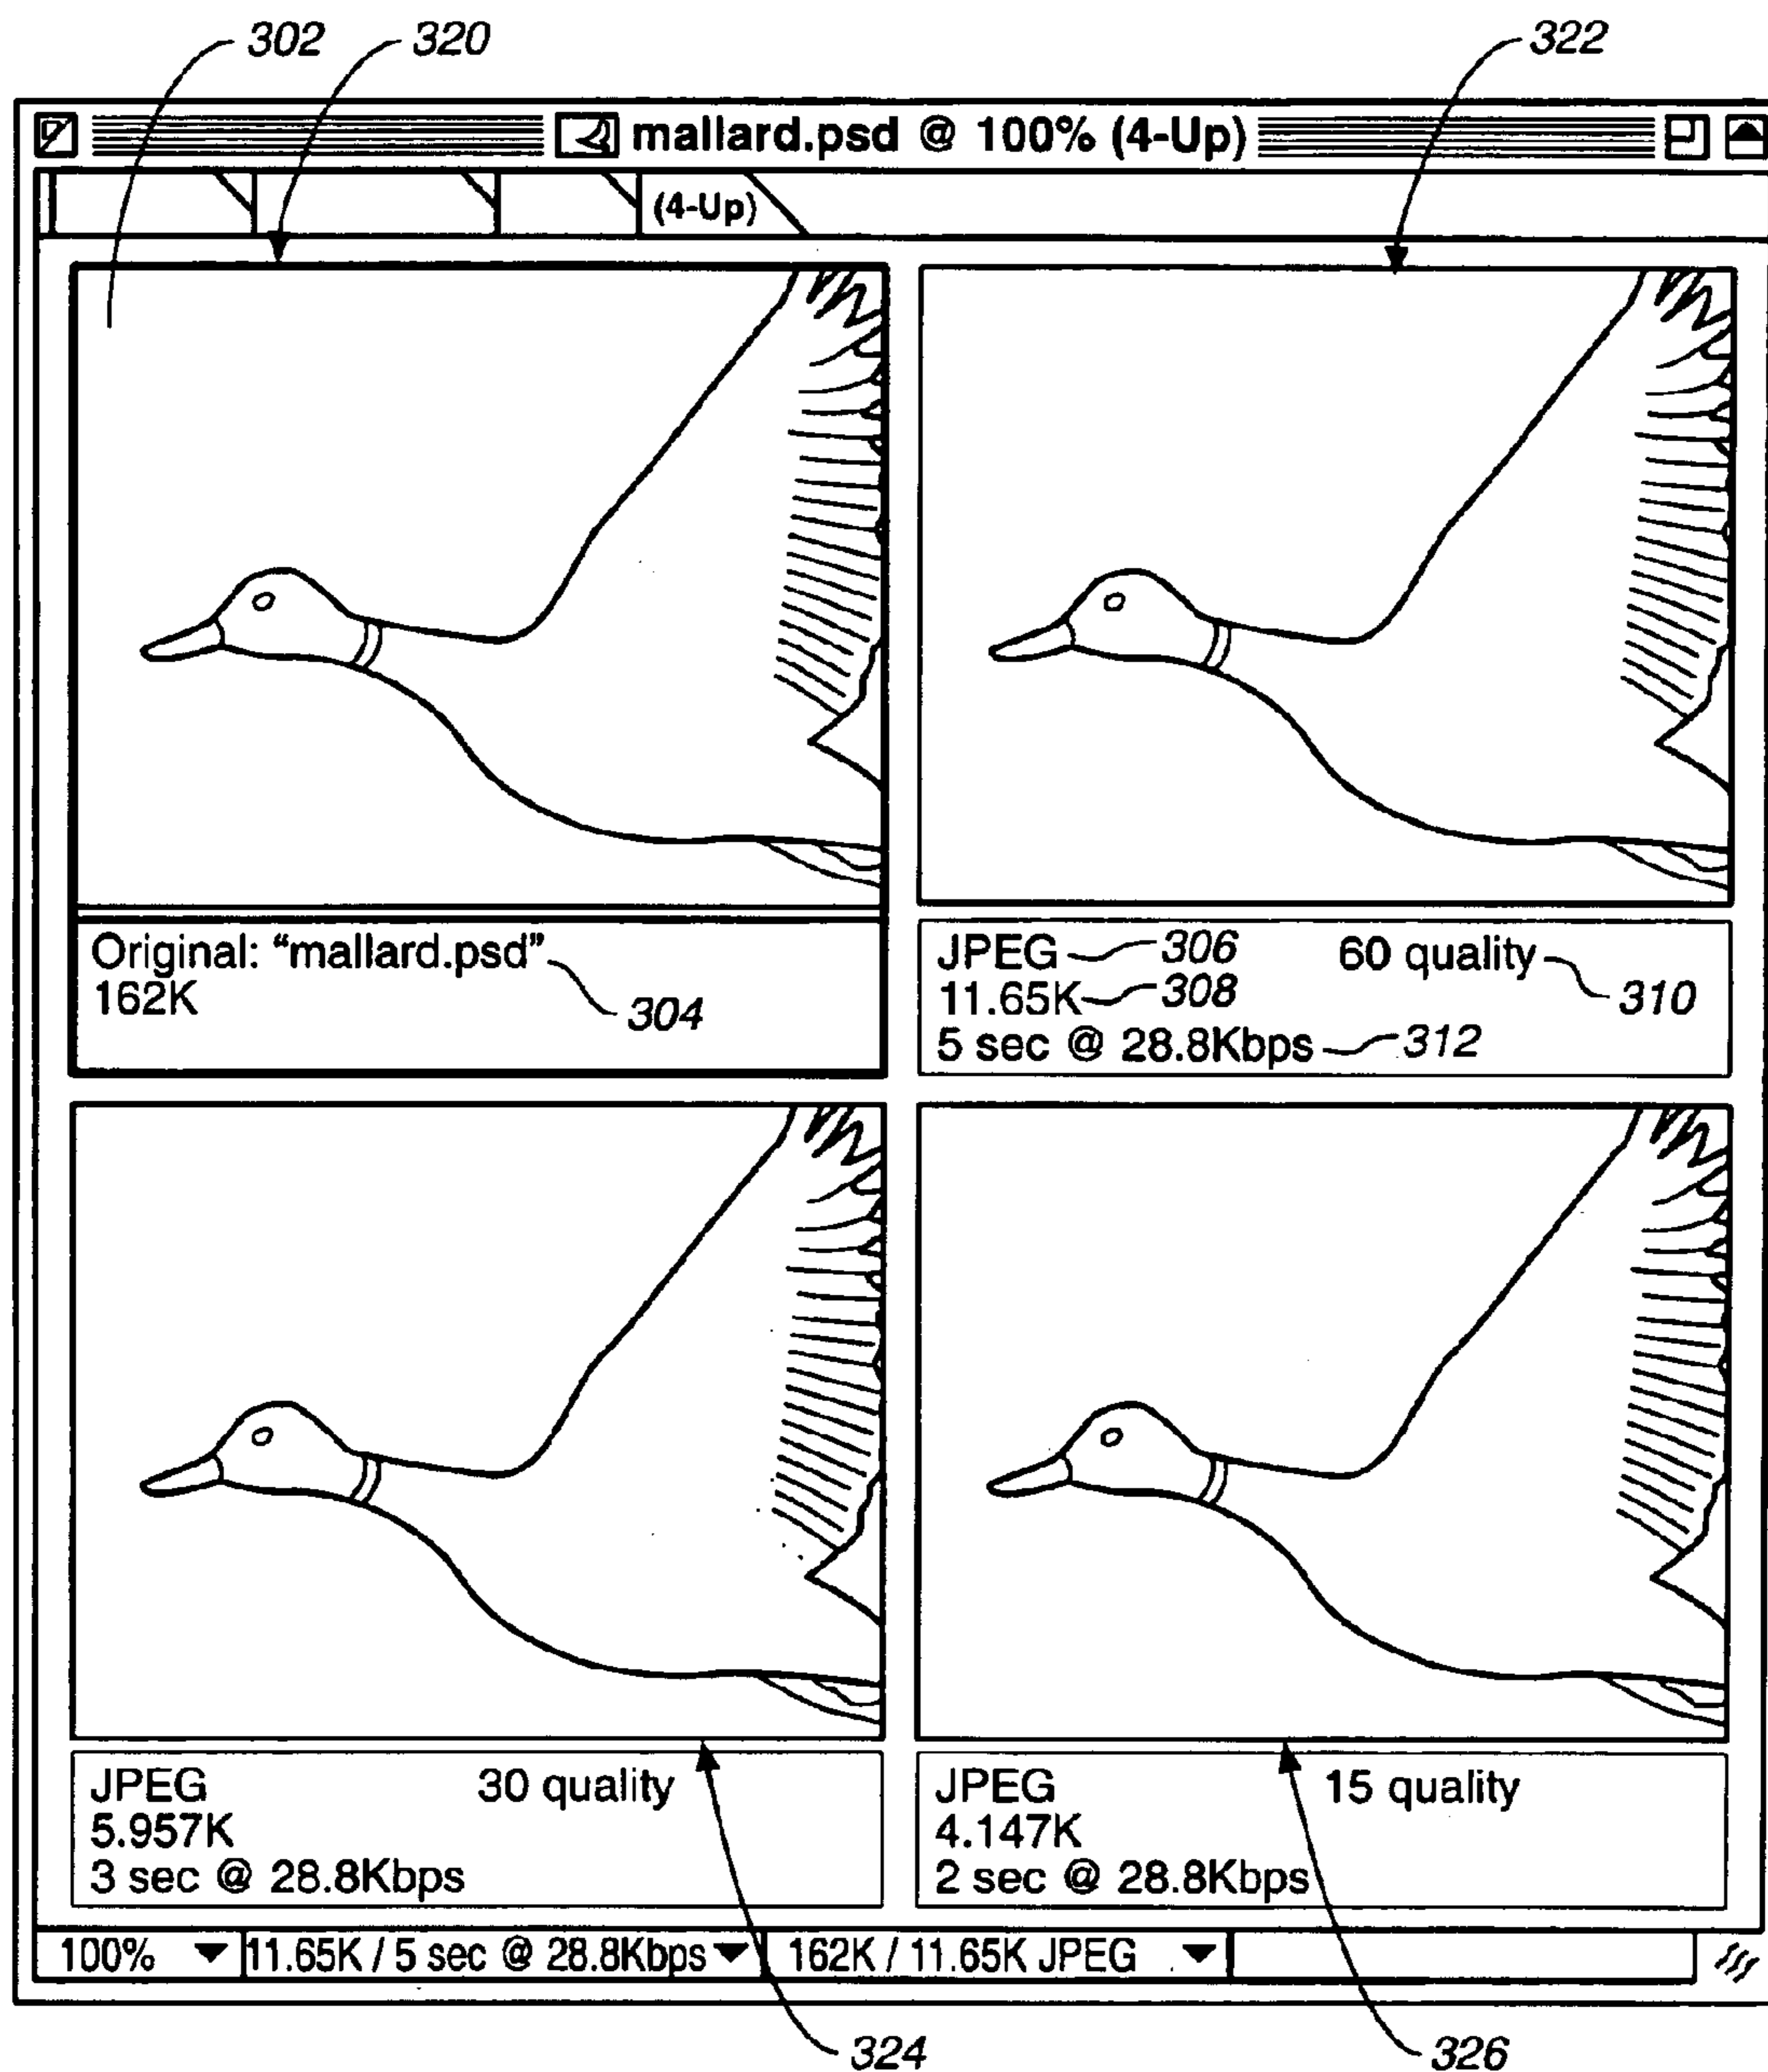 302 320 322
mallard.psd @ 100% (4-Up)
(4-Up)
Original: “mallard.psd”
162K
304
JPEG 306 60 quality
11.65K 308 310
5 sec @ 28.8Kbps 312
JPEG 30 quality
5.957K
3 sec @ 28.8Kbps
JPEG 15 quality
4.147K
2 sec @ 28.8Kbps
100% 11.65K / 5 sec @ 28.8Kbps 162K / 11.65K JPEG
324 326